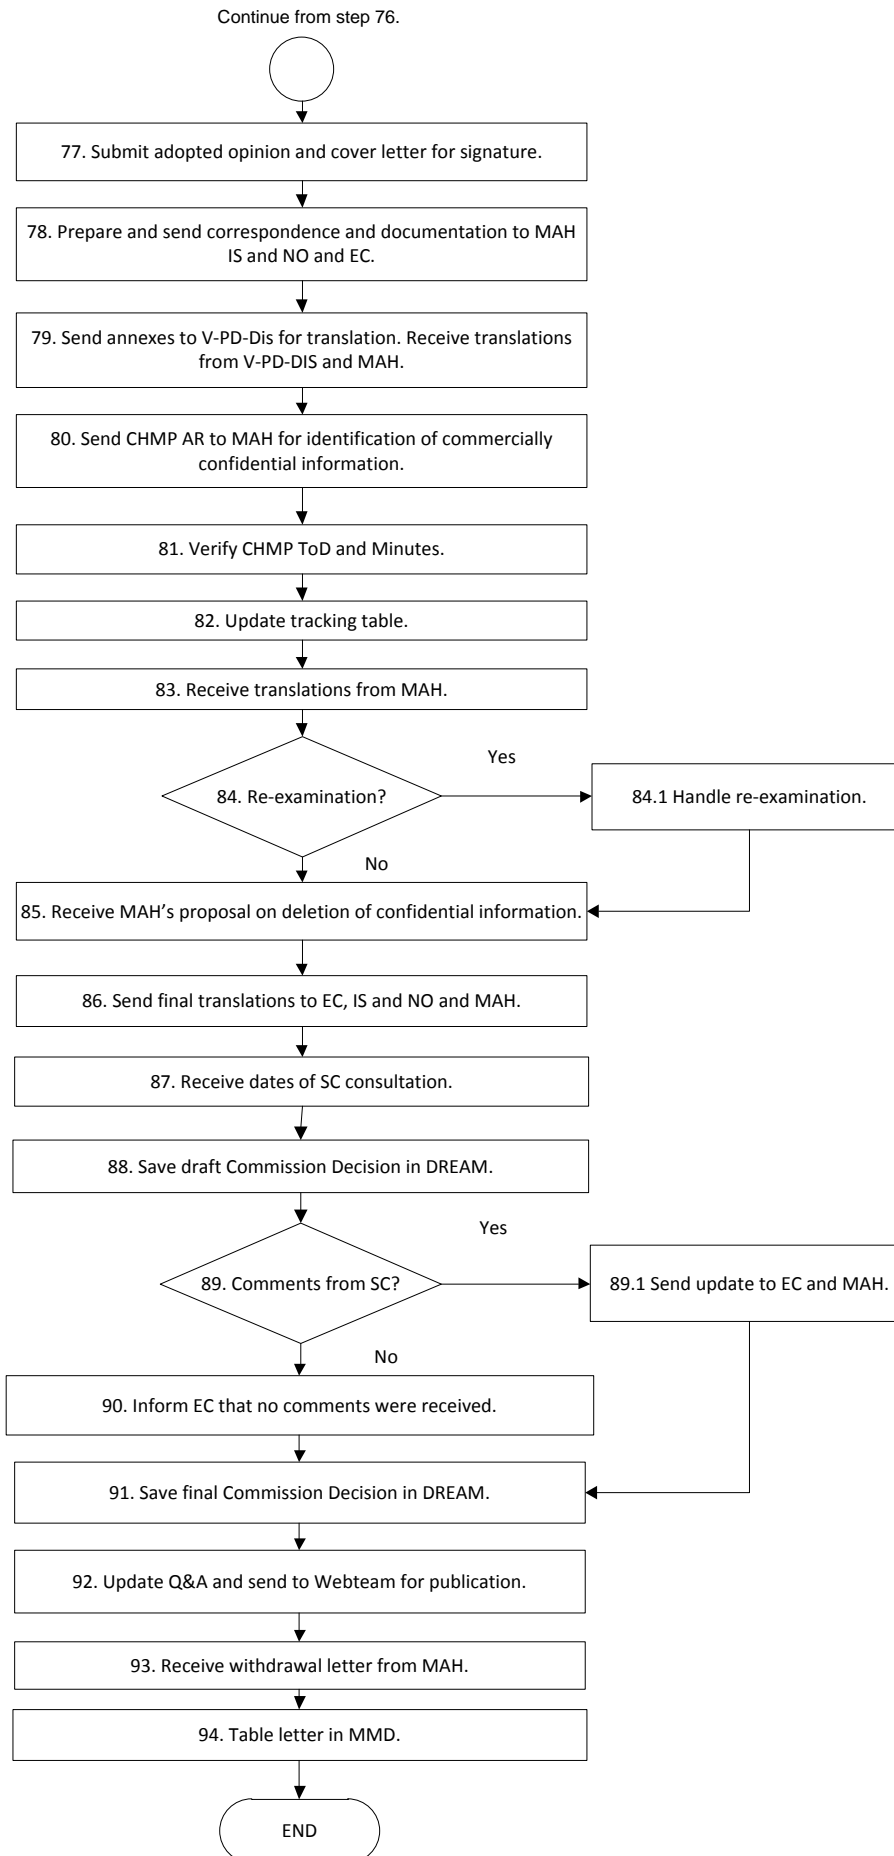 Continue from step 76.
77. Submit adopted opinion and cover letter for signature.
78. Prepare and send correspondence and documentation to MAH
IS and NO and EC.
79. Send annexes to V-PD-Dis for translation. Receive translations
from V-PD-DIS and MAH.
80. Send CHMP AR to MAH for identification of commercially
confidential information.
81. Verify CHMP ToD and Minutes.
82. Update tracking table.
83. Receive translations from MAH.
Yes
84. Re-examination?
84.1 Handle re-examination.
No
85. Receive MAH’s proposal on deletion of confidential information.
86. Send final translations to EC, IS and NO and MAH.
87. Receive dates of SC consultation.
88. Save draft Commission Decision in DREAM.
Yes
89. Comments from SC?
89.1 Send update to EC and MAH.
No
90. Inform EC that no comments were received.
91. Save final Commission Decision in DREAM.
92. Update Q&A and send to Webteam for publication.
93. Receive withdrawal letter from MAH.
94. Table letter in MMD.
END